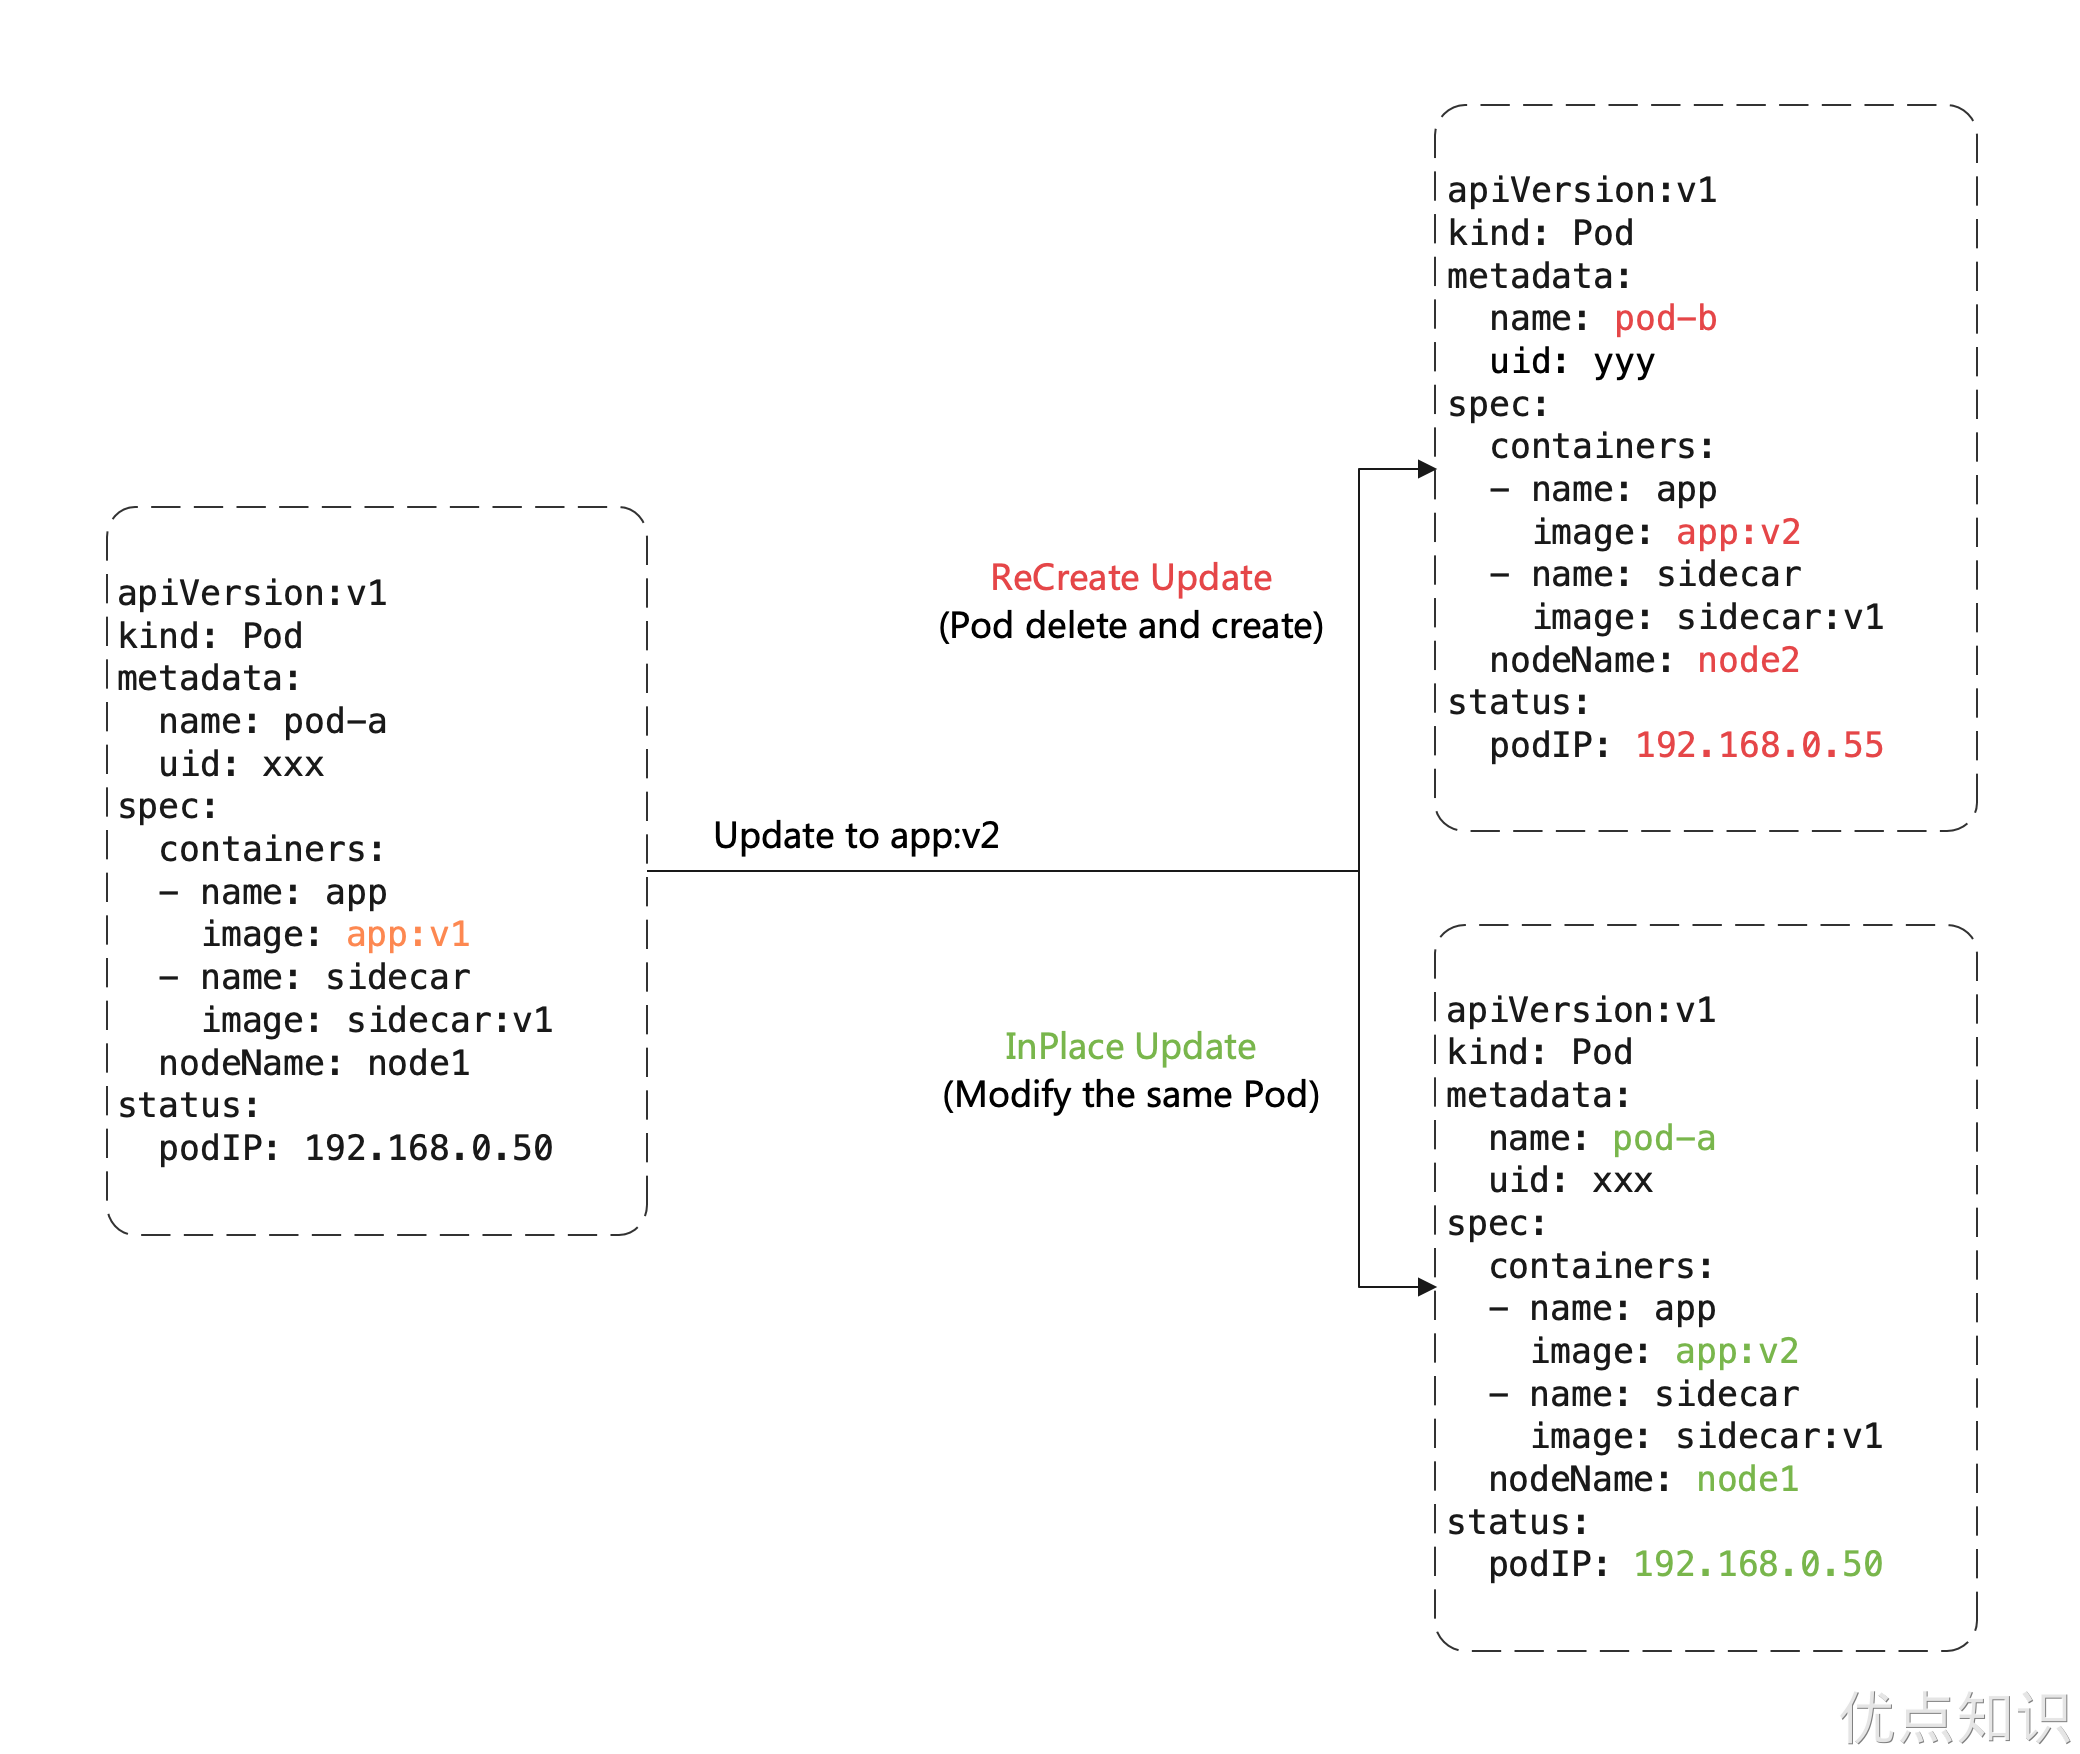 apiVersion:v1
kind: Pod
metadata:
  name: pod-a
  uid: xxx
spec:
  containers:
  - name: app
    image: app:v1
  - name: sidecar
    image: sidecar:v1
  nodeName: node1
status:
  podIP: 192.168.0.50
Update to app:v2
ReCreate Update
(Pod delete and create)
apiVersion:v1
kind: Pod
metadata:
  name: pod-b
  uid: yyy
spec:
  containers:
  - name: app
    image: app:v2
  - name: sidecar
    image: sidecar:v1
  nodeName: node2
status:
  podIP: 192.168.0.55
InPlace Update
(Modify the same Pod)
apiVersion:v1
kind: Pod
metadata:
  name: pod-a
  uid: xxx
spec:
  containers:
  - name: app
    image: app:v2
  - name: sidecar
    image: sidecar:v1
  nodeName: node1
status:
  podIP: 192.168.0.50
优点知识